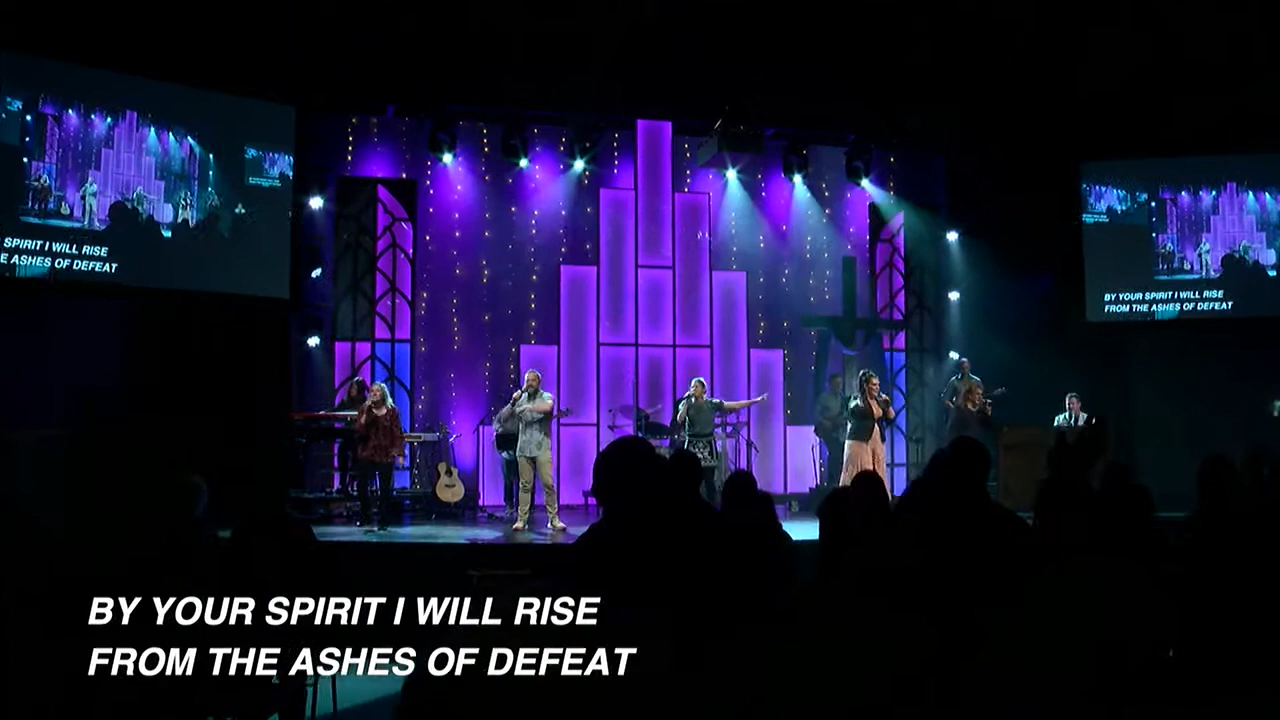 SPIRIT I WILL RISE
E ASHES OF DEFEAT
BY YOUR SPIRIT I WILL RISE
FROM THE ASHES OF DEFEAT
BY YOUR SPIRIT I WILL RISE
FROM THE ASHES OF DEFEAT